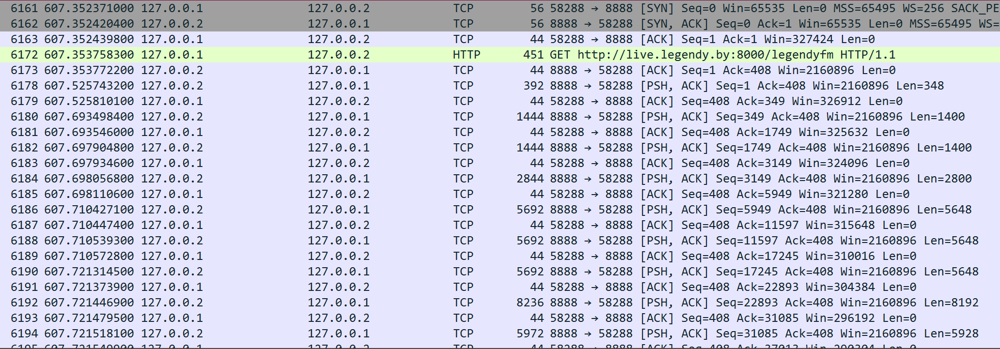 6161 607.352371000 127.0.0.1 127.0.0.2 TCP 56 58288 → 8888 [SYN] Seq=0 Win=65535 Len=0 MSS=65495 WS=256 SACK_PE
6162 607.352420400 127.0.0.2 127.0.0.1 TCP 56 8888 → 58288 [SYN, ACK] Seq=0 Ack=1 Win=65535 Len=0 MSS=65495 WS=
6163 607.352439800 127.0.0.1 127.0.0.2 TCP 44 58288 → 8888 [ACK] Seq=1 Ack=1 Win=327424 Len=0
6172 607.353758300 127.0.0.1 127.0.0.2 HTTP 451 GET http://live.legendy.by:8000/legendyfm HTTP/1.1
6173 607.353772200 127.0.0.2 127.0.0.1 TCP 44 8888 → 58288 [ACK] Seq=1 Ack=408 Win=2160896 Len=0
6178 607.525743200 127.0.0.2 127.0.0.1 TCP 392 8888 → 58288 [PSH, ACK] Seq=1 Ack=408 Win=2160896 Len=348
6179 607.525810100 127.0.0.1 127.0.0.2 TCP 44 58288 → 8888 [ACK] Seq=408 Ack=349 Win=326912 Len=0
6180 607.693498400 127.0.0.2 127.0.0.1 TCP 1444 8888 → 58288 [PSH, ACK] Seq=349 Ack=408 Win=2160896 Len=1400
6181 607.693546000 127.0.0.1 127.0.0.2 TCP 44 58288 → 8888 [ACK] Seq=408 Ack=1749 Win=325632 Len=0
6182 607.697904800 127.0.0.2 127.0.0.1 TCP 1444 8888 → 58288 [PSH, ACK] Seq=1749 Ack=408 Win=2160896 Len=1400
6183 607.697934600 127.0.0.1 127.0.0.2 TCP 44 58288 → 8888 [ACK] Seq=408 Ack=3149 Win=324096 Len=0
6184 607.698056800 127.0.0.2 127.0.0.1 TCP 2844 8888 → 58288 [PSH, ACK] Seq=3149 Ack=408 Win=2160896 Len=2800
6185 607.698110600 127.0.0.1 127.0.0.2 TCP 44 58288 → 8888 [ACK] Seq=408 Ack=5949 Win=321280 Len=0
6186 607.710427100 127.0.0.2 127.0.0.1 TCP 5692 8888 → 58288 [PSH, ACK] Seq=5949 Ack=408 Win=2160896 Len=5648
6187 607.710447400 127.0.0.1 127.0.0.2 TCP 44 58288 → 8888 [ACK] Seq=408 Ack=11597 Win=315648 Len=0
6188 607.710539300 127.0.0.2 127.0.0.1 TCP 5692 8888 → 58288 [PSH, ACK] Seq=11597 Ack=408 Win=2160896 Len=5648
6189 607.710572800 127.0.0.1 127.0.0.2 TCP 44 58288 → 8888 [ACK] Seq=408 Ack=17245 Win=310016 Len=0
6190 607.721314500 127.0.0.2 127.0.0.1 TCP 5692 8888 → 58288 [PSH, ACK] Seq=17245 Ack=408 Win=2160896 Len=5648
6191 607.721373900 127.0.0.1 127.0.0.2 TCP 44 58288 → 8888 [ACK] Seq=408 Ack=22893 Win=304384 Len=0
6192 607.721446900 127.0.0.2 127.0.0.1 TCP 8236 8888 → 58288 [PSH, ACK] Seq=22893 Ack=408 Win=2160896 Len=8192
6193 607.721479500 127.0.0.1 127.0.0.2 TCP 44 58288 → 8888 [ACK] Seq=408 Ack=31085 Win=296192 Len=0
6194 607.721518100 127.0.0.2 127.0.0.1 TCP 5972 8888 → 58288 [PSH, ACK] Seq=31085 Ack=408 Win=2160896 Len=5928
6195 127.0.0.1 127.0.0.2 TCP 44 58288 → 8888 [ACK] Seq=408 Ack=37013 Len=0